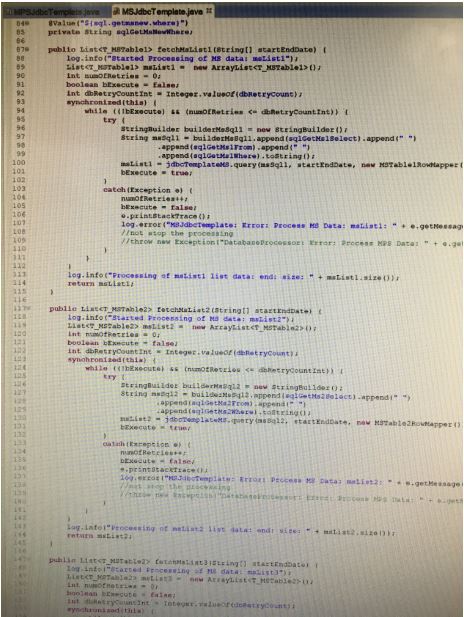 MPSJdbcTemplate.java MSJdbcTemplate.java
84 @Value("${sql.getmsnew.where}")
85 private String sqlGetMsNewWhere;
86
87 public List<T_MSTable1> fetchMsList1(String[] startEndDate) {
88 log.info("Started Processing of MS data: msList1");
89 List<T_MSTable1> msList1 = new ArrayList<T_MSTable1>();
90 int numOfRetries = 0;
91 boolean bExecute = false;
92 int dbRetryCountInt = Integer.valueOf(dbRetryCount);
93 synchronized(this) {
94 while ((!bExecute) && (numOfRetries <= dbRetryCountInt)) {
95 try {
96 StringBuilder builderMsSql1 = new StringBuilder();
97 String msSql1 = builderMsSql1.append(sqlGetMs1Select).append(" ")
98 .append(sqlGetMs1From).append(" ")
99 .append(sqlGetMs1Where).toString();
100 msList1 = jdbcTemplateMS.query(msSql1, startEndDate, new MSTable1RowMapper(
101 bExecute = true;
102 }
103 catch(Exception e) {
104 numOfRetries++;
105 bExecute = false;
106 e.printStackTrace();
107 log.error("MSJdbcTemplate: Error: Process MS Data: msList1: " + e.getMessage
108 //not stop the processing
109 //throw new Exception("DatabaseProcessor: Error: Process MPS Data: " + e.get
110 }
111 }
112 }
113 log.info("Processing of msList1 list data: end: size: " + msList1.size());
114 return msList1;
115 }
116
117 public List<T_MSTable2> fetchMsList2(String[] startEndDate) {
118 log.info("Started Processing of MS data: msList2");
119 List<T_MSTable2> msList2 = new ArrayList<T_MSTable2>();
120 int numOfRetries = 0;
121 boolean bExecute = false;
122 int dbRetryCountInt = Integer.valueOf(dbRetryCount);
123 synchronized(this) {
124 while ((!bExecute) && (numOfRetries <= dbRetryCountInt)) {
125 try {
126 StringBuilder builderMsSql2 = new StringBuilder();
127 String msSql2 = builderMsSql2.append(sqlGetMs2Select).append(" ")
128 .append(sqlGetMs2From).append(" ")
129 .append(sqlGetMs2Where).toString();
130 msList2 = jdbcTemplateMS.query(msSql2, startEndDate, new MSTable2RowMapper()
131 bExecute = true;
132 }
133 catch(Exception e) {
134 numOfRetries++;
135 bExecute = false;
136 e.printStackTrace();
137 log.error("MSJdbcTemplate: Error: Process MS Data: msList2: " + e.getMessage
138 //not stop the processing
139 //throw new Exception("DatabaseProcessor: Error: Process MPS Data: " + e.get
140 }
141 }
142 }
143 log.info("Processing of msList2 list data: end: size: " + msList2.size());
144 return msList2;
145 }
146
147 public List<T_MSTable2> fetchMsList3(String[] startEndDate) {
148 log.info("Started Processing of MS data: msList3");
149 List<T_MSTable2> msList3 = new ArrayList<T_MSTable2>();
150 int numOfRetries = 0;
151 boolean bExecute = false;
152 int dbRetryCountInt = Integer.valueOf(dbRetryCount);
153 synchronized(this) {